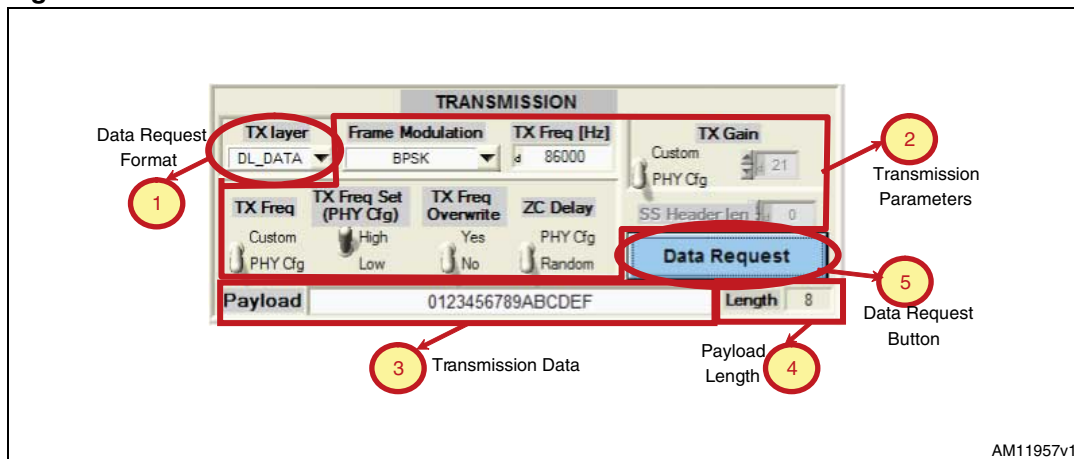 TRANSMISSION
Data Request
Format
1
TX layer
DL_DATA
Frame Modulation
BPSK
TX Freq [Hz]
d 86000
TX Gain
Custom
PHY Cfg
d 21
2
Transmission
Parameters
TX Freq
Custom
PHY Cfg
TX Freq Set
(PHY Cfg)
High
Low
TX Freq
Overwrite
Yes
No
ZC Delay
PHY Cfg
Random
SS Header len
0
Data Request
5
Data Request
Button
Payload
0123456789ABCDEF
Length
8
3
Transmission Data
Payload
Length
4
AM11957v1